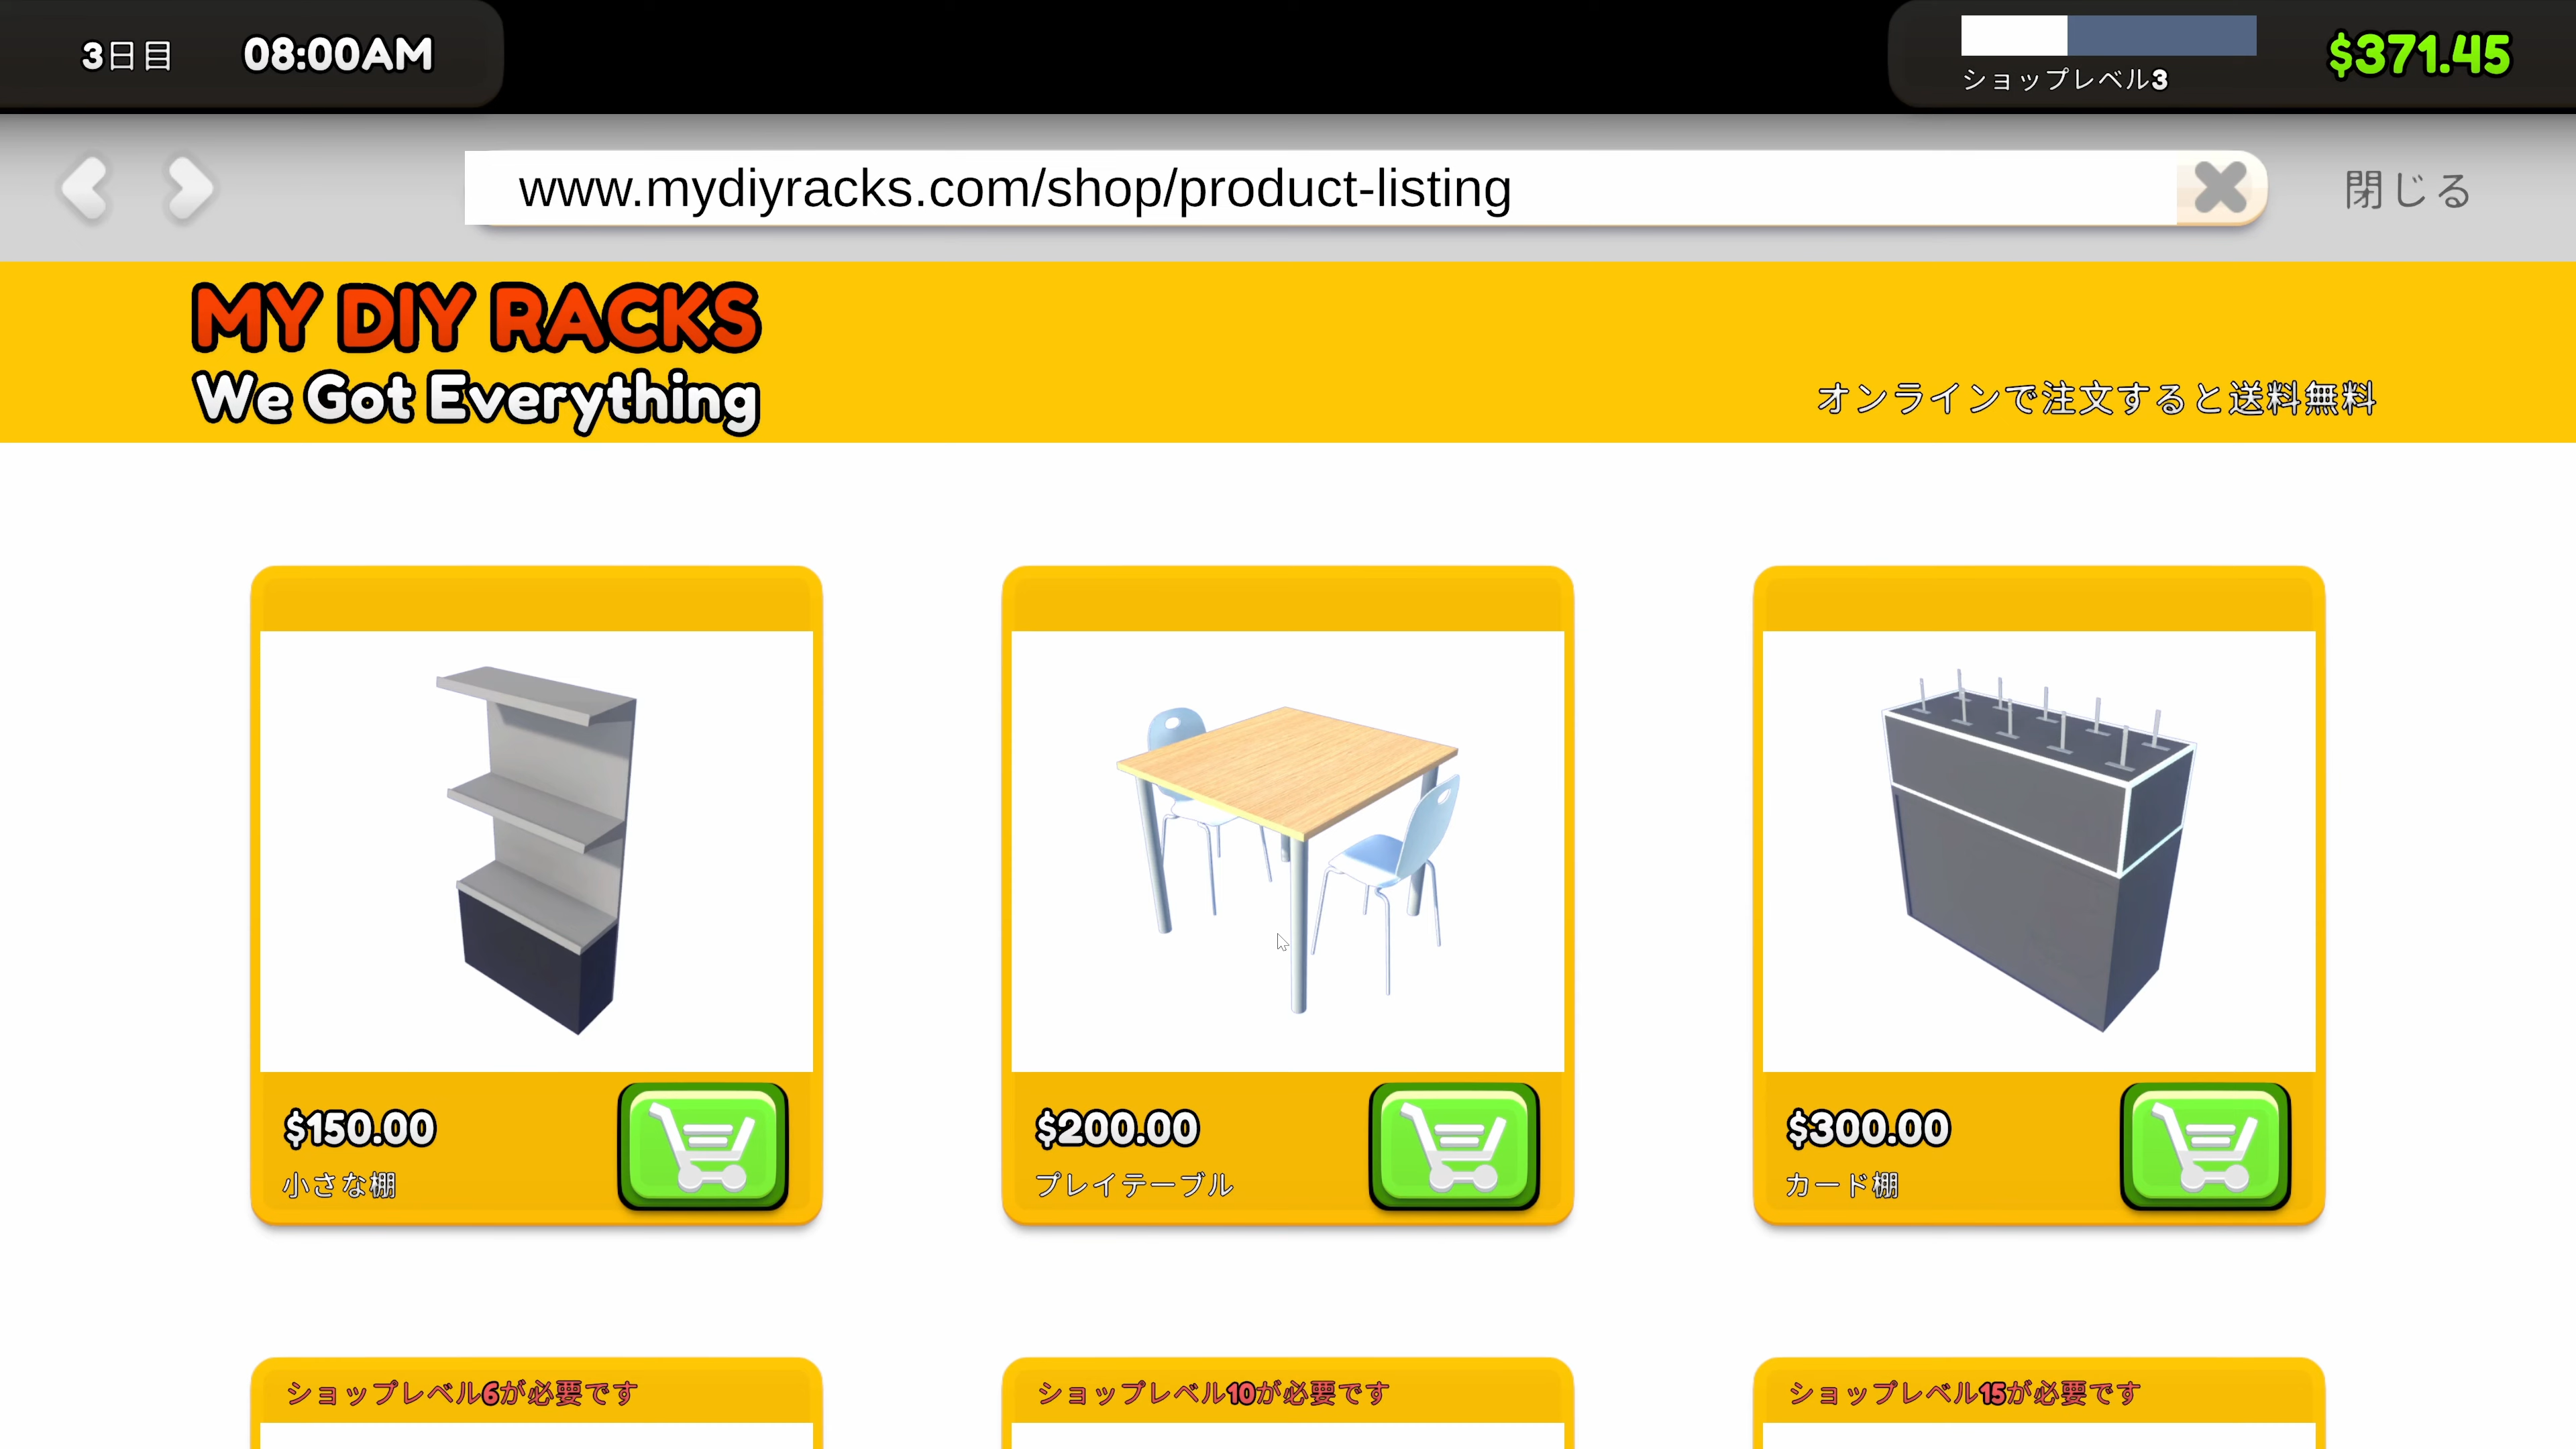 3日目 08:00AM
ショップレベル3
$371.45
www.mydiyracks.com/shop/product-listing
閉じる
MY DIY RACKS
We Got Everything
オンラインで注文すると送料無料
$150.00
小さな棚
$200.00
プレイテーブル
$300.00
カード棚
ショップレベル6が必要です
ショップレベル10が必要です
ショップレベル15が必要です